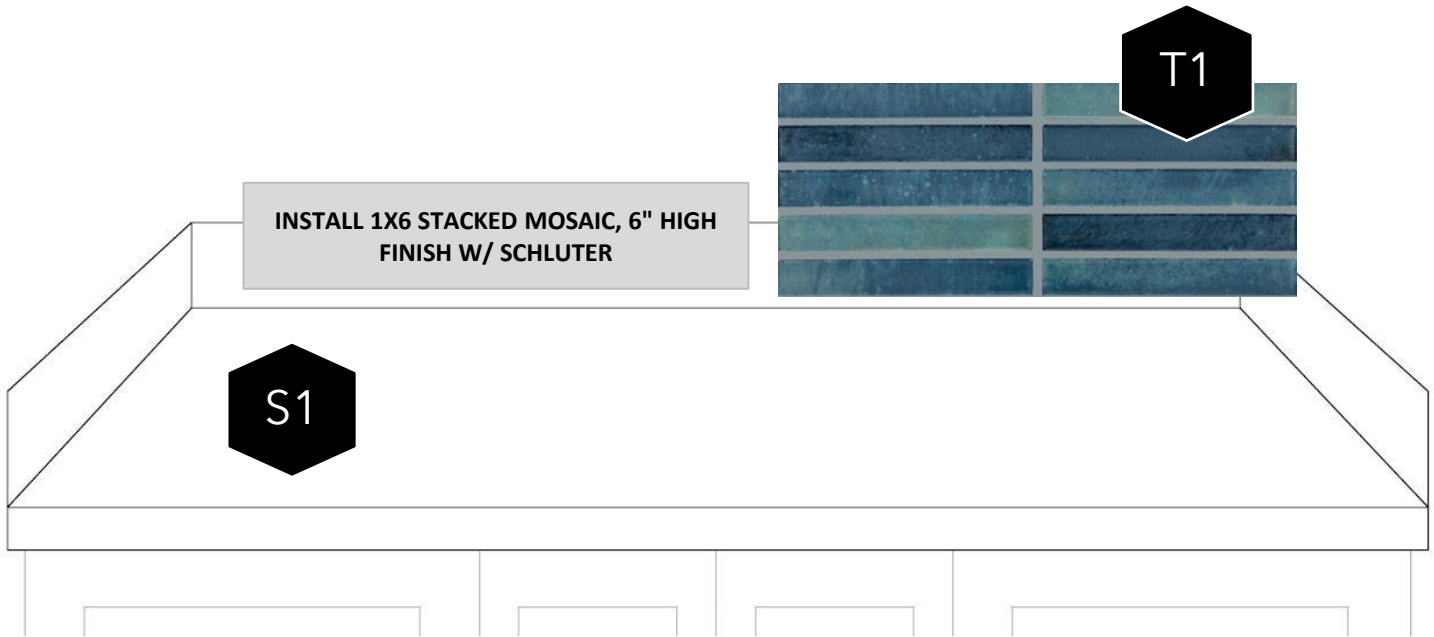 T1
INSTALL 1X6 STACKED MOSAIC, 6" HIGH
FINISH W/ SCHLUTER
S1